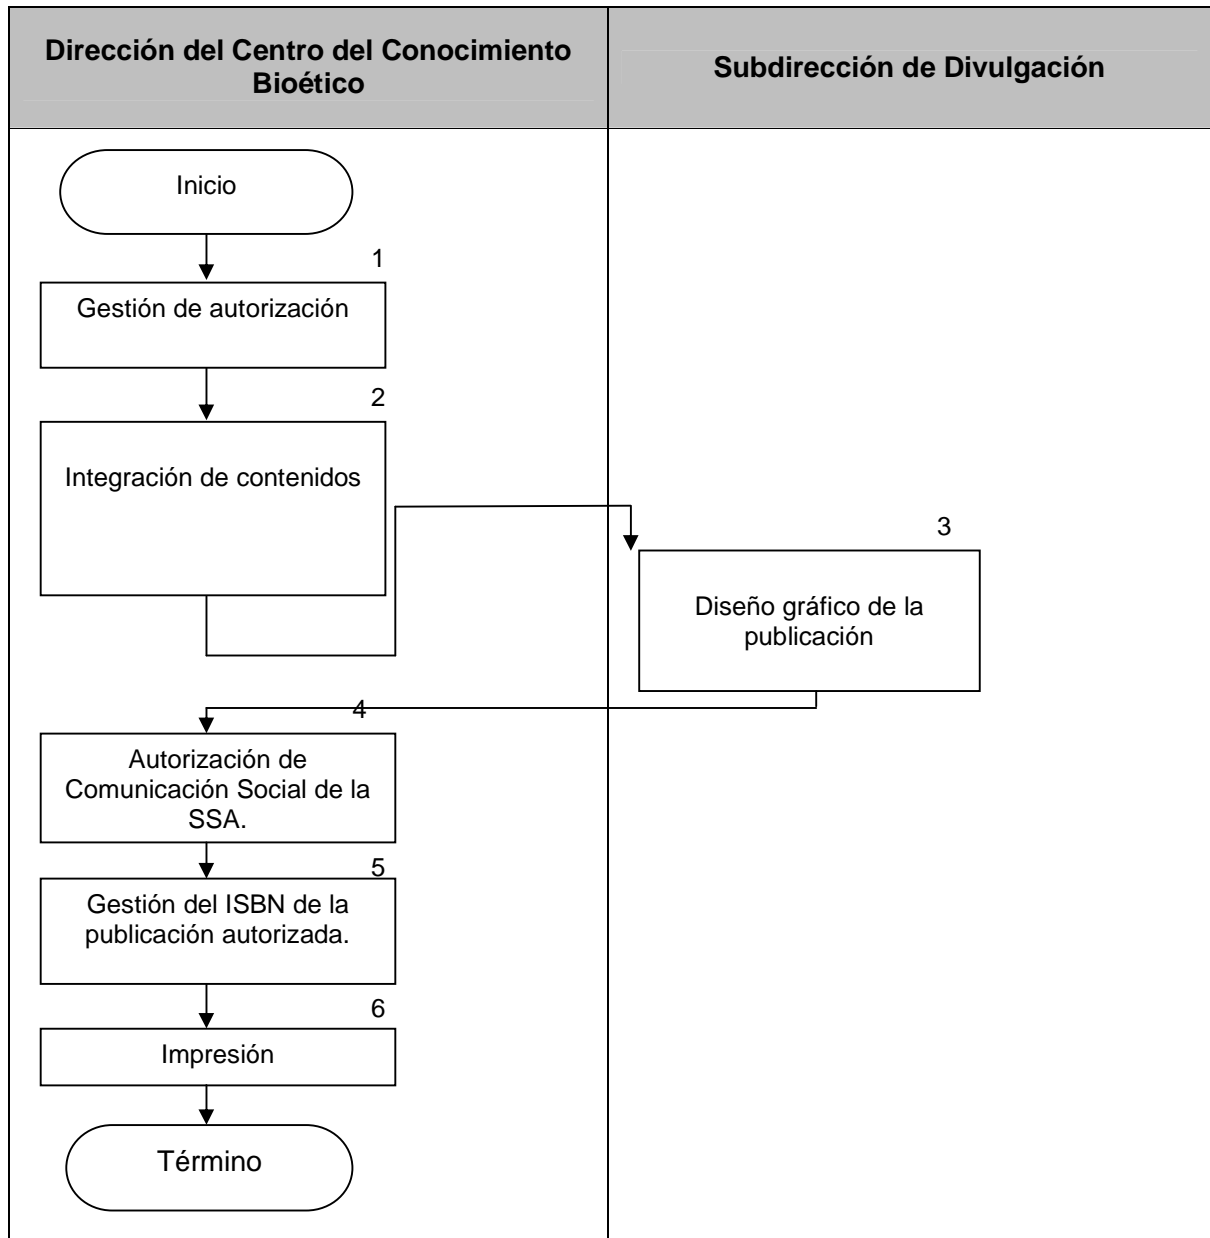 Dirección del Centro del Conocimiento
Bioético
Subdirección de Divulgación
Inicio
1
Gestión de autorización
2
Integración de contenidos
3
Diseño gráfico de la
publicación
4
Autorización de
Comunicación Social de la
SSA.
5
Gestión del ISBN de la
publicación autorizada.
6
Impresión
Término